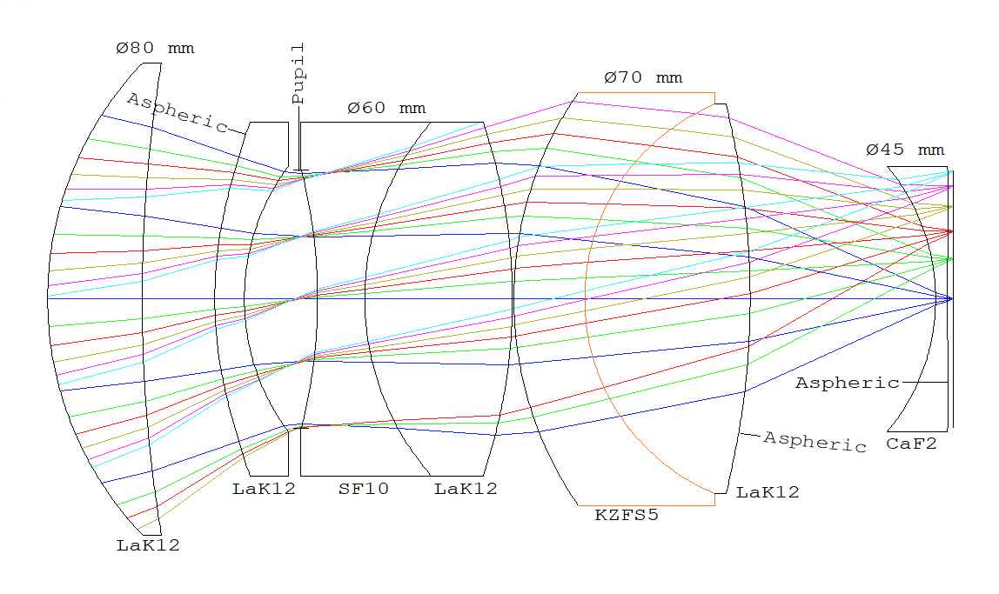 Ø80 mm
Aspheric
Pupil
Ø60 mm
Ø70 mm
Ø45 mm
Aspheric
Aspheric
CaF2
LaK12
SF10
LaK12
LaK12
KZFS5
LaK12